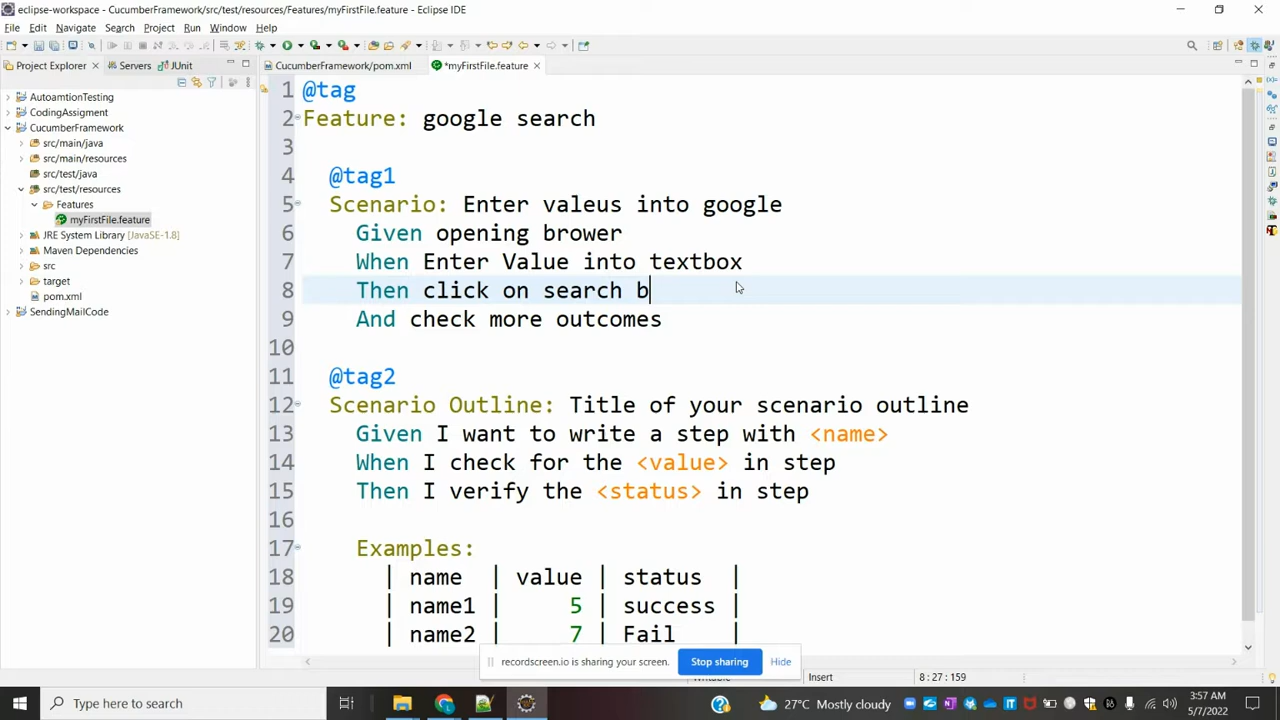 eclipse-workspace - CucumberFramework/src/test/resources/Features/myFirstFile.feature - Eclipse IDE
File Edit Navigate Search Project Run Window Help
Project Explorer Servers JUnit
CucumberFramework/pom.xml *myFirstFile.feature
AutoamtionTesting
CodingAssigment
CucumberFramework
src/main/java
src/main/resources
src/test/java
src/test/resources
Features
myFirstFile.feature
JRE System Library [JavaSE-1.8]
Maven Dependencies
src
target
pom.xml
SendingMailCode
1 @tag
2 Feature: google search
3
4 @tag1
5 Scenario: Enter valeus into google
6 Given opening brower
7 When Enter Value into textbox
8 Then click on search b
9 And check more outcomes
10
11 @tag2
12 Scenario Outline: Title of your scenario outline
13 Given I want to write a step with <name>
14 When I check for the <value> in step
15 Then I verify the <status> in step
16
17 Examples:
18 | name | value | status |
19 | name1 | 5 | success |
20 | name2 | 7 | Fail |
recordscreen.io is sharing your screen. Stop sharing Hide
Writable Insert 8 : 27 : 159
Type here to search 27°C Mostly cloudy 3:57 AM
5/7/2022